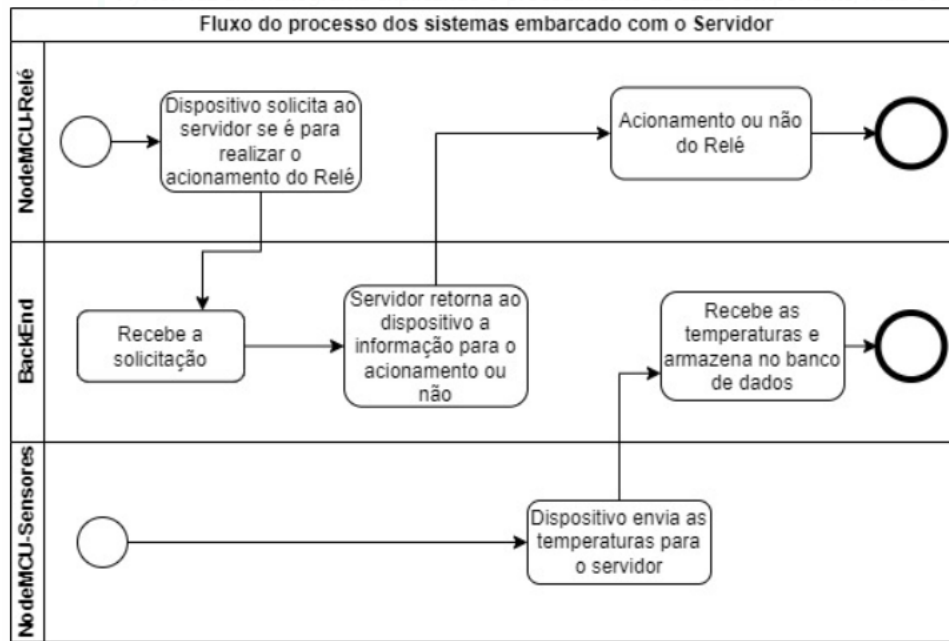 Fluxo do processo dos sistemas embarcado com o Servidor
NodeMCU-Relé
Dispositivo solicita ao
servidor se é para
realizar o
acionamento do Relé
Acionamento ou não
do Relé
BackEnd
Recebe a
solicitação
Servidor retorna ao
dispositivo a
informação para o
acionamento ou
não
Recebe as
temperaturas e
armazena no banco
de dados
NodeMCU-Sensores
Dispositivo envia as
temperaturas para
o servidor